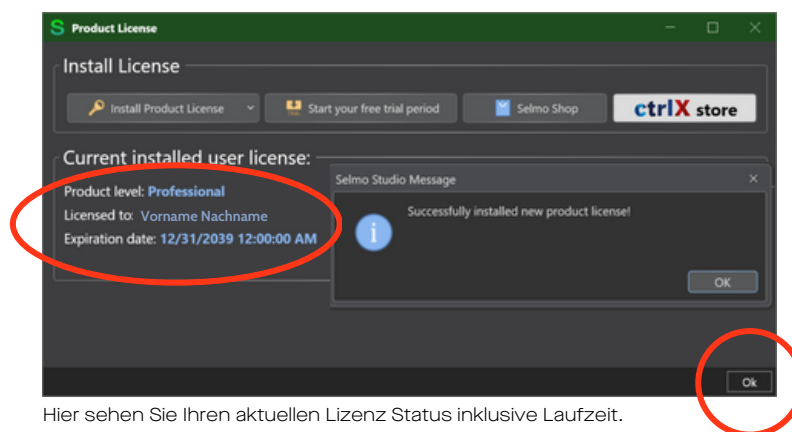 S Product License
Install License
Install Product License
Start your free trial period
Selmo Shop
ctrlX store
Current installed user license:
Product level: Professional
Licensed to: Vorname Nachname
Expiration date: 12/31/2039 12:00:00 AM
Selmo Studio Message
Successfully installed new product license!
OK
Ok
Hier sehen Sie Ihren aktuellen Lizenz Status inklusive Laufzeit.